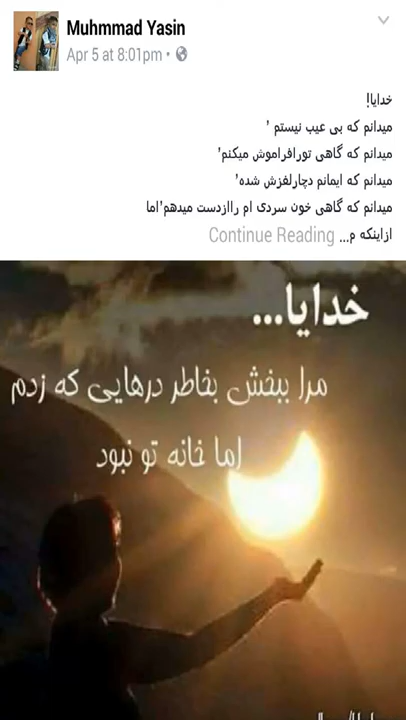 Muhmmad Yasin
Apr 5 at 8:01pm •
خدایا!
میدانم که بی عیب نیستم '
میدانم که گاهی تورافراموش میکنم'
میدانم که ایمانم دچارلغزش شده'
میدانم که گاهی خون سردی ام راازدست میدهم'اما
ازاینکه م... Continue Reading
خدایا...
مرا ببخش بخاطر درهایی که زدم
اما خانه تو نبود